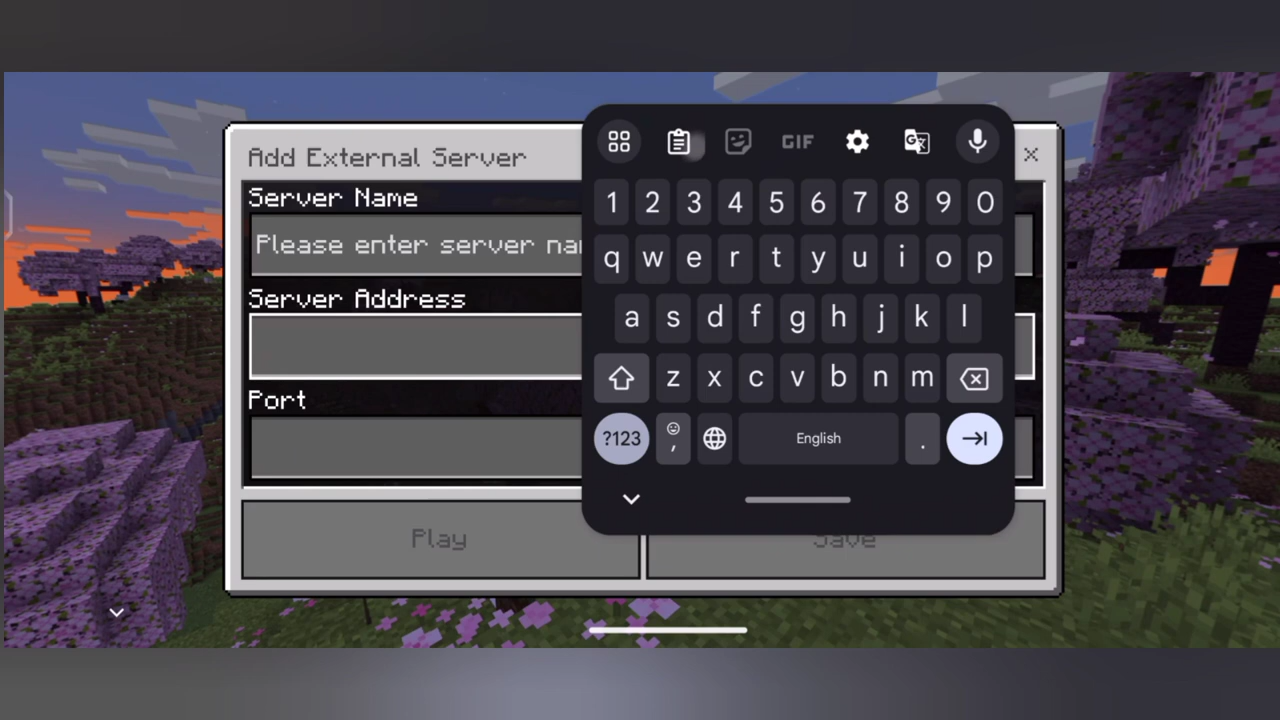 Add External Server
Server Name
Please enter server na
Server Address
Port
Play
Save
GIF
1 2 3 4 5 6 7 8 9 0
q w e r t y u i o p
a s d f g h j k l
z x c v b n m
?123 , English .